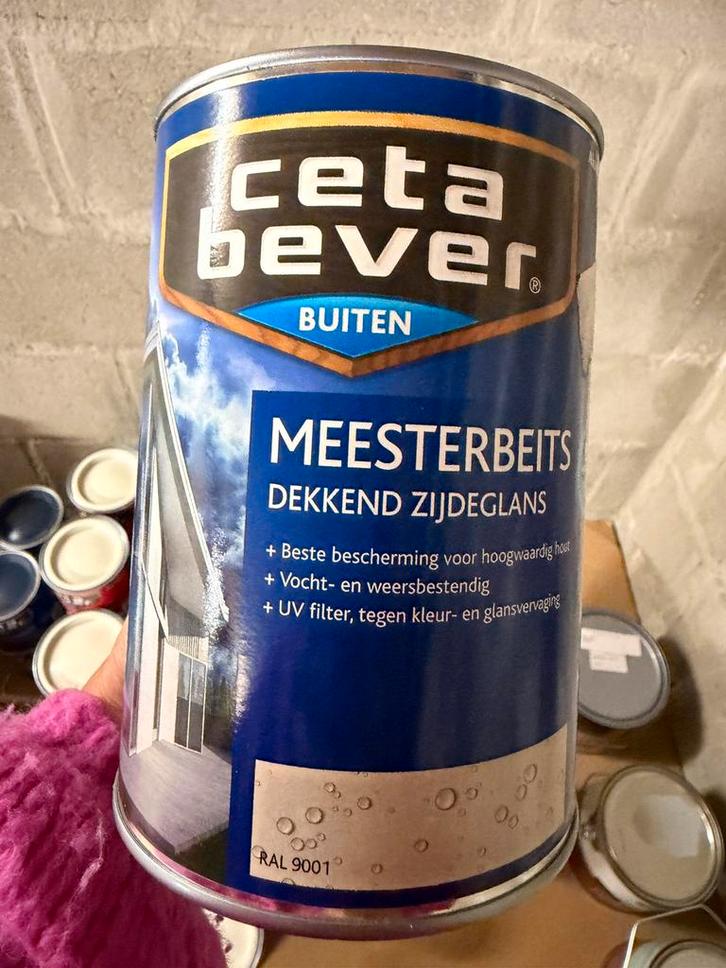 ceta
bever®
BUITEN
MEESTERBEITS
DEKKEND ZIJDEGLANS
+ Beste bescherming voor hoogwaardig hout
+ Vocht- en weersbestendig
+ UV filter, tegen kleur- en glansvervaging
RAL 9001